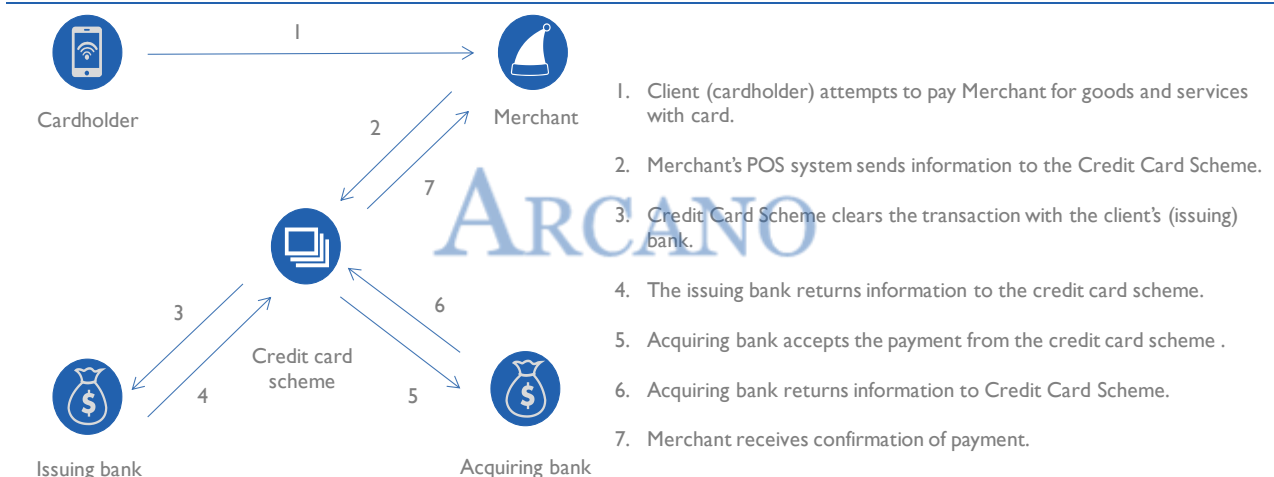 1
Cardholder
Merchant
2
7
3
4
Credit card
scheme
6
5
Issuing bank
Acquiring bank
1. Client (cardholder) attempts to pay Merchant for goods and services
with card.
2. Merchant's POS system sends information to the Credit Card Scheme.
3. Credit Card Scheme clears the transaction with the client's (issuing)
bank.
4. The issuing bank returns information to the credit card scheme.
5. Acquiring bank accepts the payment from the credit card scheme .
6. Acquiring bank returns information to Credit Card Scheme.
7. Merchant receives confirmation of payment.
ARCANO
$
$